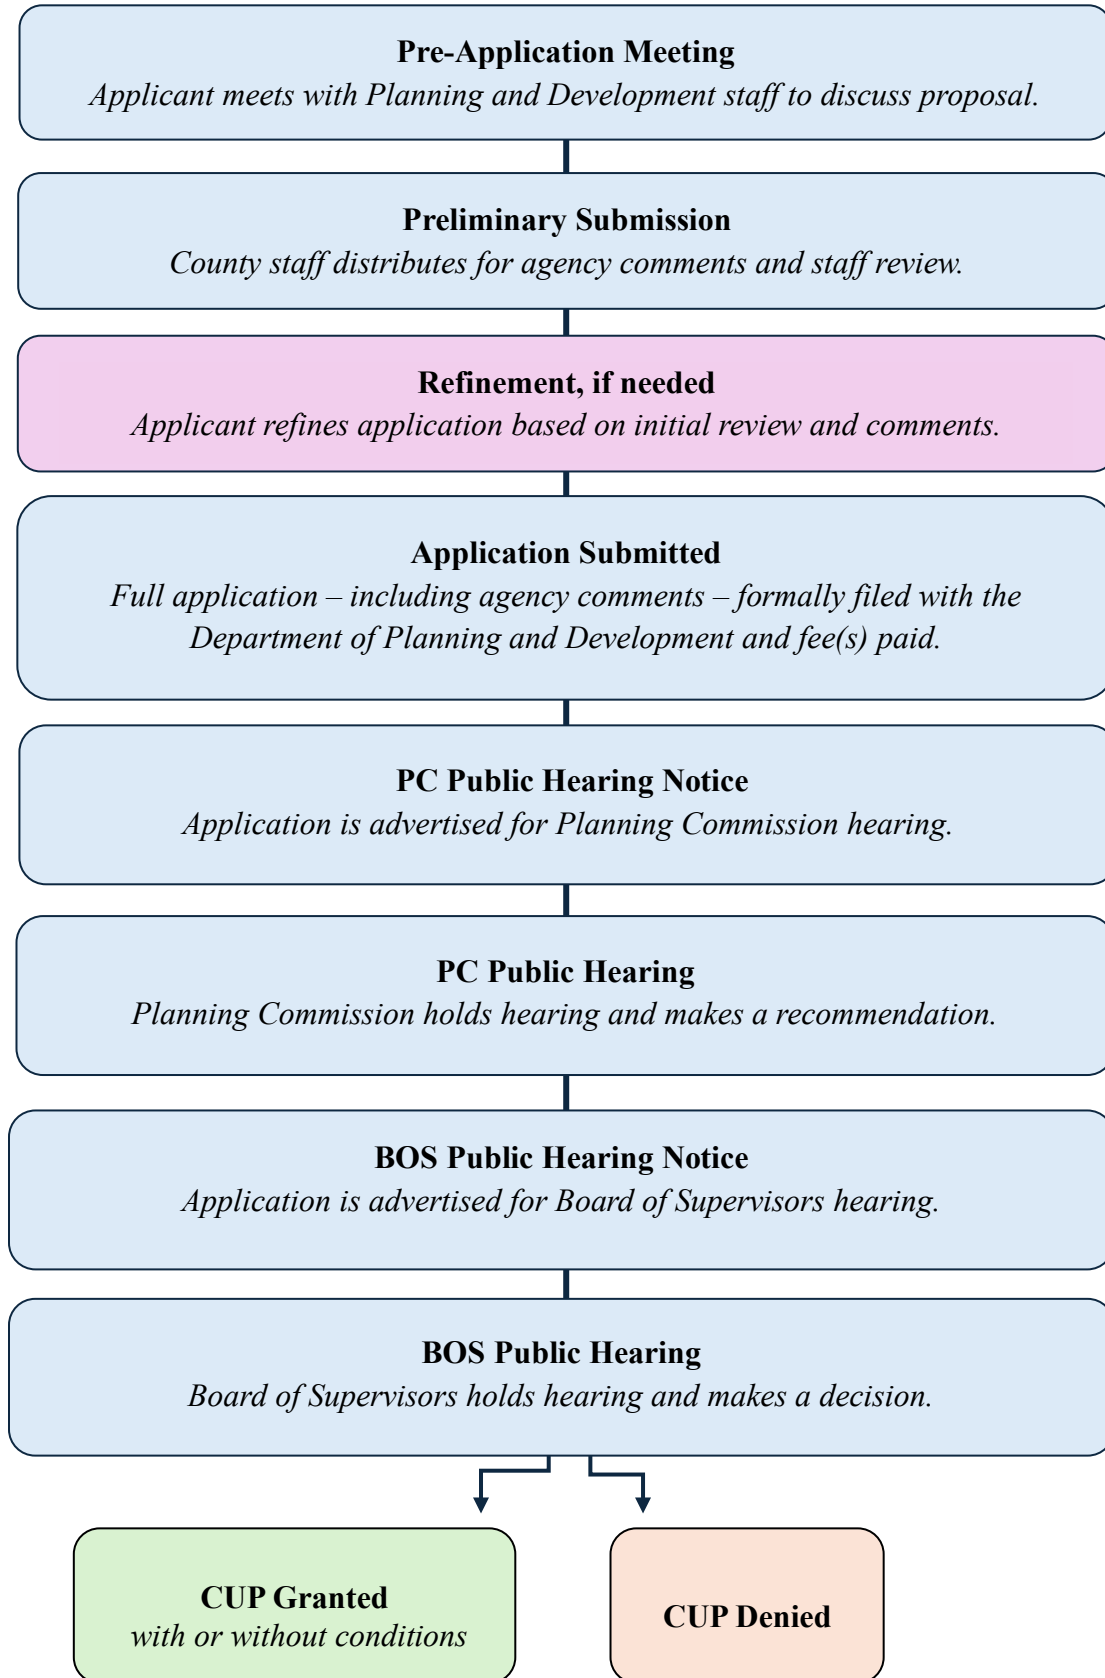 Pre-Application Meeting
Applicant meets with Planning and Development staff to discuss proposal.
Preliminary Submission
County staff distributes for agency comments and staff review.
Refinement, if needed
Applicant refines application based on initial review and comments.
Application Submitted
Full application – including agency comments – formally filed with the
Department of Planning and Development and fee(s) paid.
PC Public Hearing Notice
Application is advertised for Planning Commission hearing.
PC Public Hearing
Planning Commission holds hearing and makes a recommendation.
BOS Public Hearing Notice
Application is advertised for Board of Supervisors hearing.
BOS Public Hearing
Board of Supervisors holds hearing and makes a decision.
CUP Granted
with or without conditions
CUP Denied